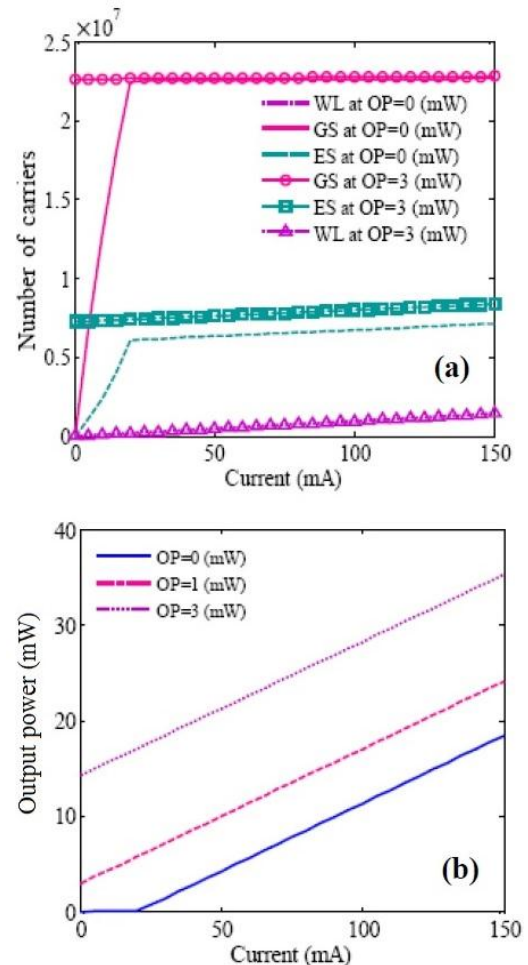 ×10⁷
2.5
2
1.5
1
0.5
0
Number of carriers
WL at OP=0 (mW)
GS at OP=0 (mW)
ES at OP=0 (mW)
GS at OP=3 (mW)
ES at OP=3 (mW)
WL at OP=3 (mW)
(a)
0 50 100 150
Current (mA)
40
30
20
10
0
Output power (mW)
OP=0 (mW)
OP=1 (mW)
OP=3 (mW)
(b)
0 50 100 150
Current (mA)